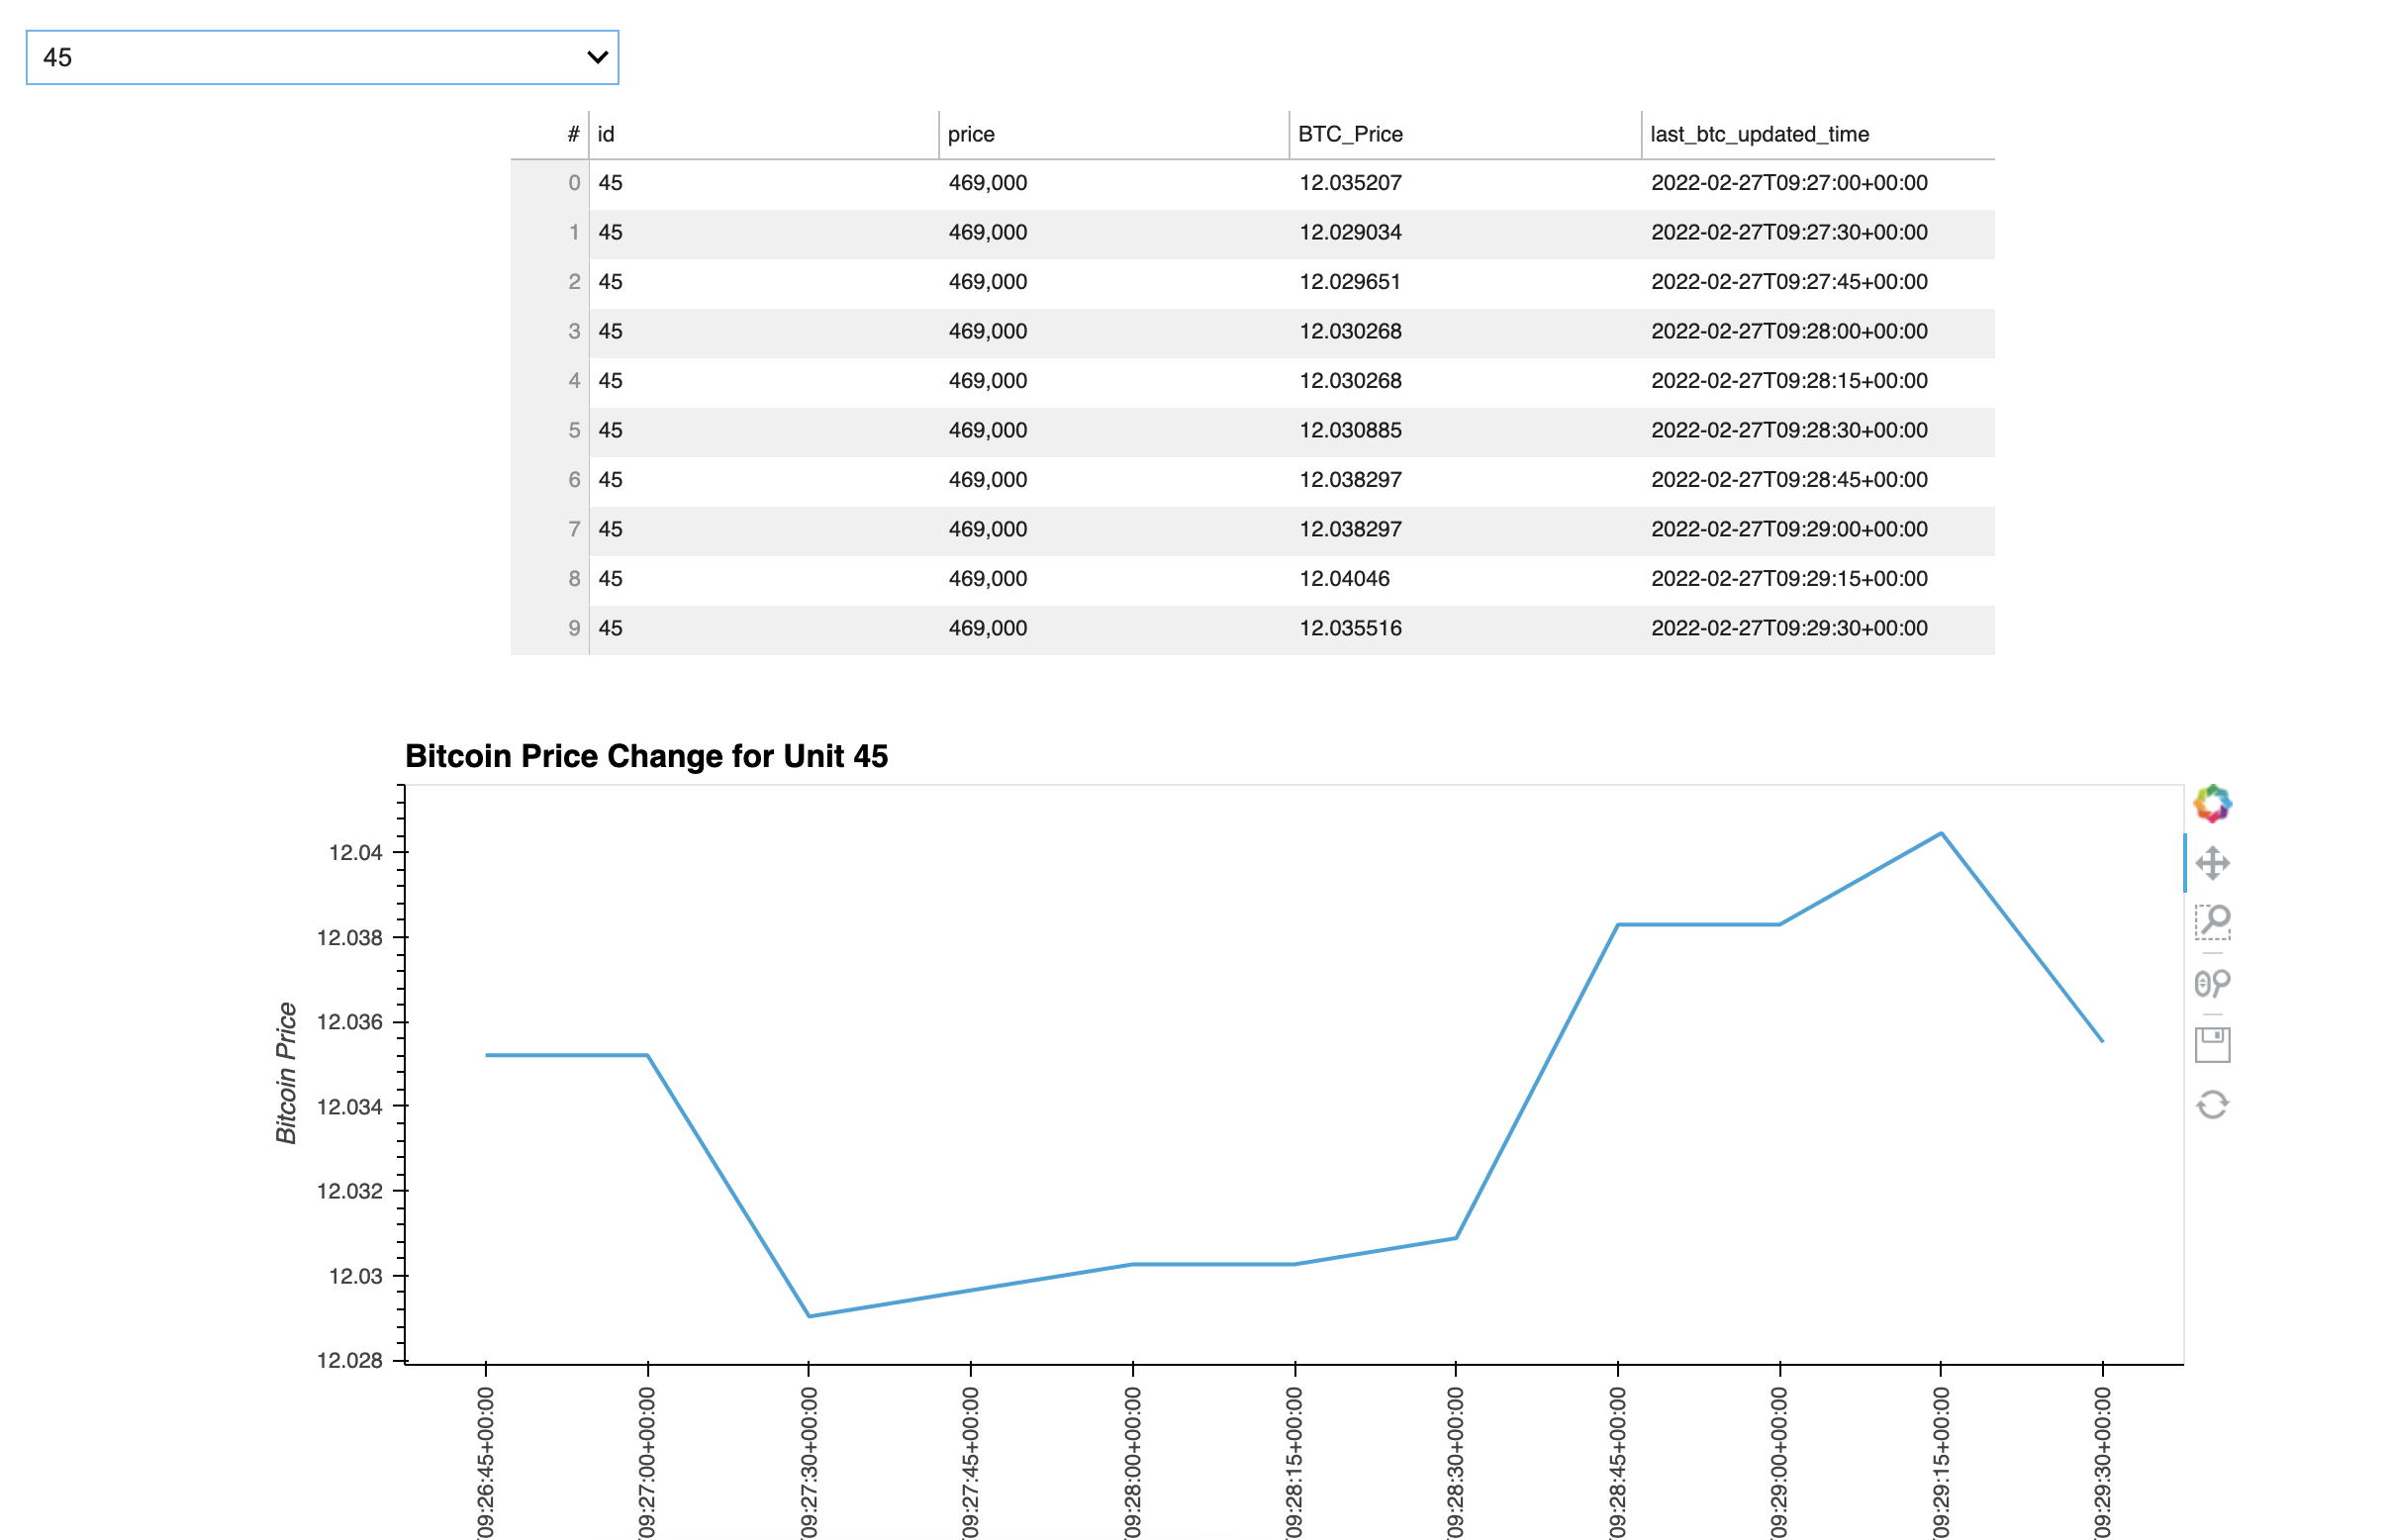 45
# id price BTC_Price last_btc_updated_time
0 45 469,000 12.035207 2022-02-27T09:27:00+00:00
1 45 469,000 12.029034 2022-02-27T09:27:30+00:00
2 45 469,000 12.029651 2022-02-27T09:27:45+00:00
3 45 469,000 12.030268 2022-02-27T09:28:00+00:00
4 45 469,000 12.030268 2022-02-27T09:28:15+00:00
5 45 469,000 12.030885 2022-02-27T09:28:30+00:00
6 45 469,000 12.038297 2022-02-27T09:28:45+00:00
7 45 469,000 12.038297 2022-02-27T09:29:00+00:00
8 45 469,000 12.04046 2022-02-27T09:29:15+00:00
9 45 469,000 12.035516 2022-02-27T09:29:30+00:00
Bitcoin Price Change for Unit 45
Bitcoin Price
12.04
12.038
12.036
12.034
12.032
12.03
12.028
09:26:45+00:00
09:27:00+00:00
09:27:30+00:00
09:27:45+00:00
09:28:00+00:00
09:28:15+00:00
09:28:30+00:00
09:28:45+00:00
09:29:00+00:00
09:29:15+00:00
09:29:30+00:00